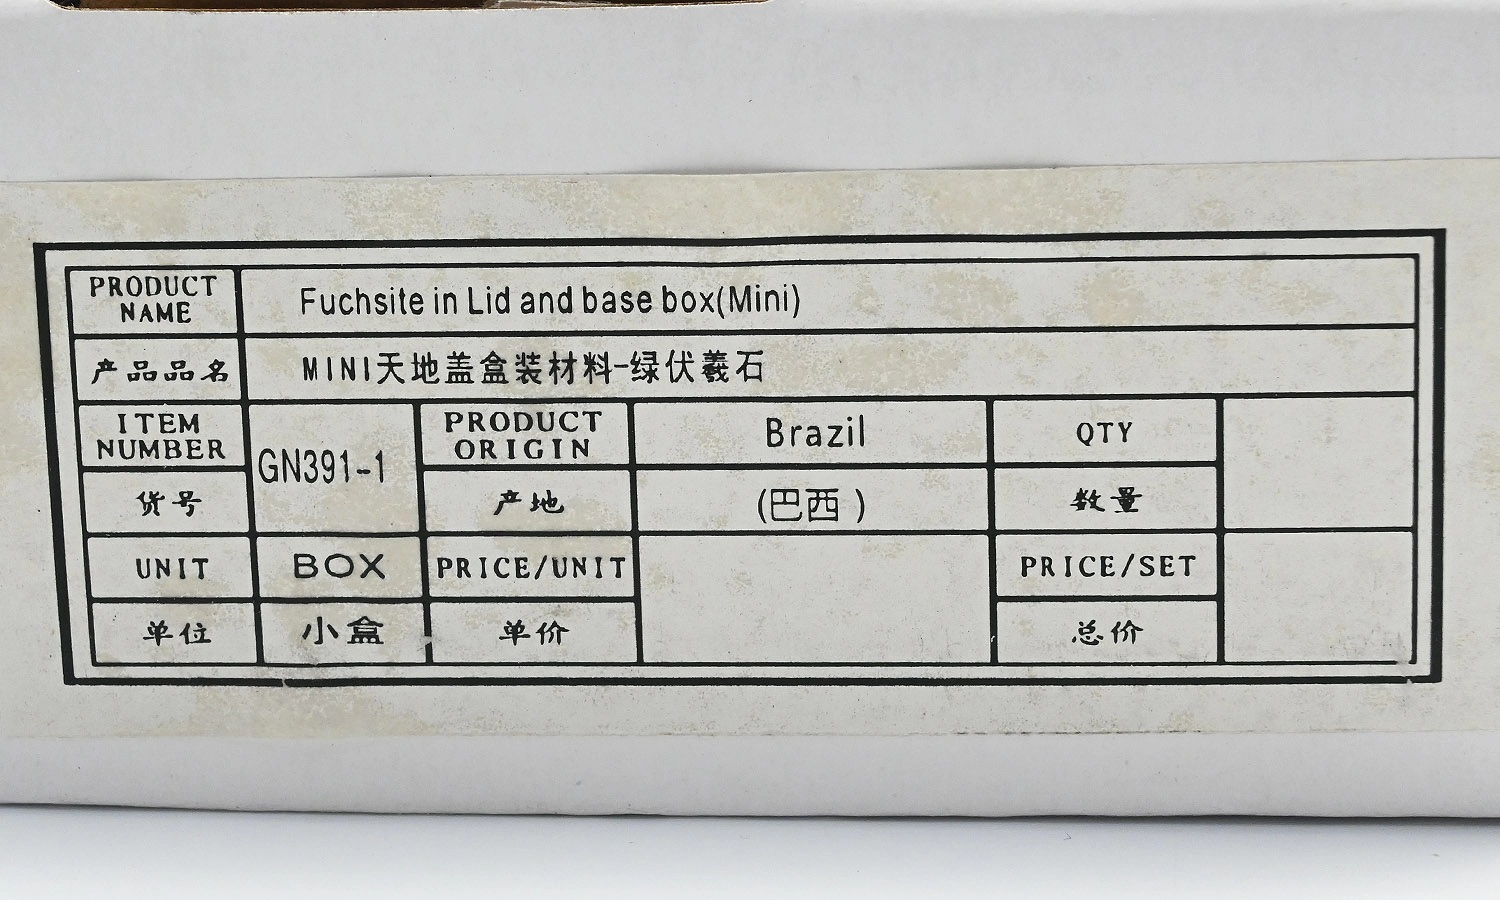 PRODUCT NAME
Fuchsite in Lid and base box(Mini)
产品品名
MINI天地盖盒装材料-绿伏羲石
ITEM NUMBER
GN391-1
PRODUCT ORIGIN
Brazil
QTY
货号
产地
(巴西)
数量
UNIT
BOX
PRICE/UNIT
PRICE/SET
单位
小盒
单价
总价